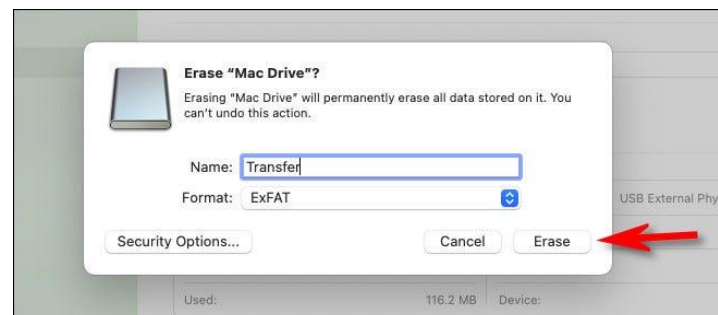 Erase “Mac Drive”?
Erasing “Mac Drive” will permanently erase all data stored on it. You
can’t undo this action.
Name: Transfer
Format: ExFAT
USB External Phy
Security Options...
Cancel
Erase
Used:
116.2 MB
Device: